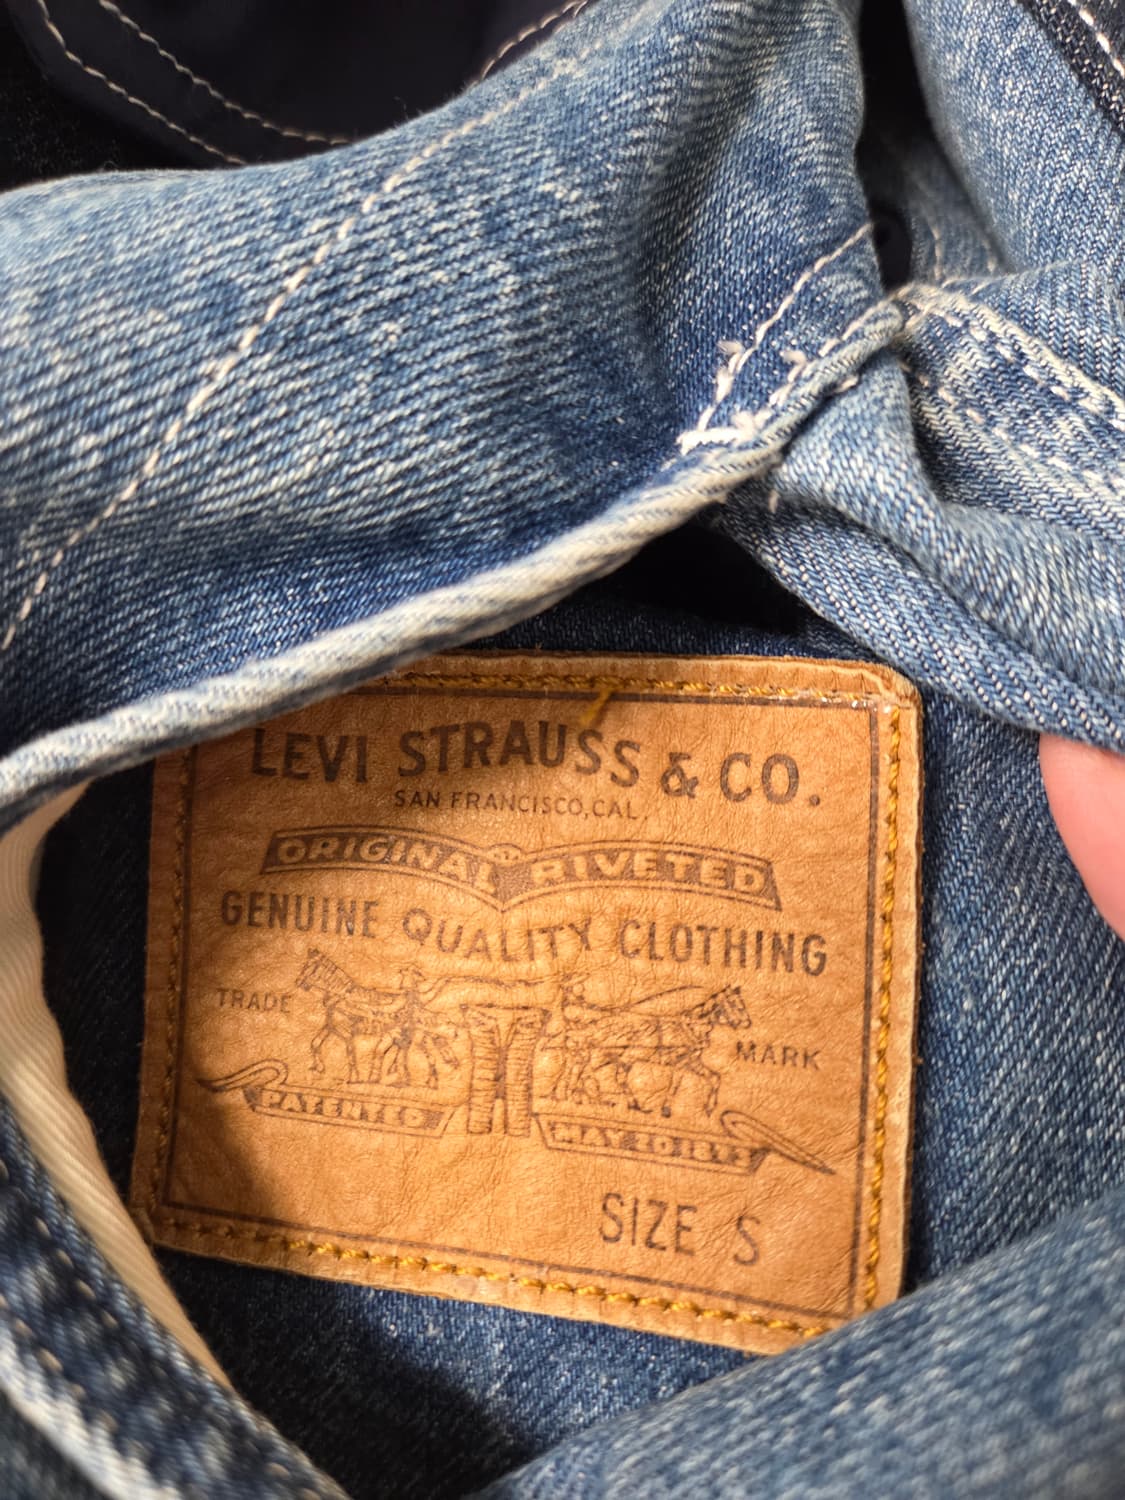 LEVI STRAUSS & CO.
SAN FRANCISCO, CAL.
ORIGINAL RIVETED
GENUINE QUALITY CLOTHING
TRADE MARK
PATENTED MAY 20 1873
SIZE S